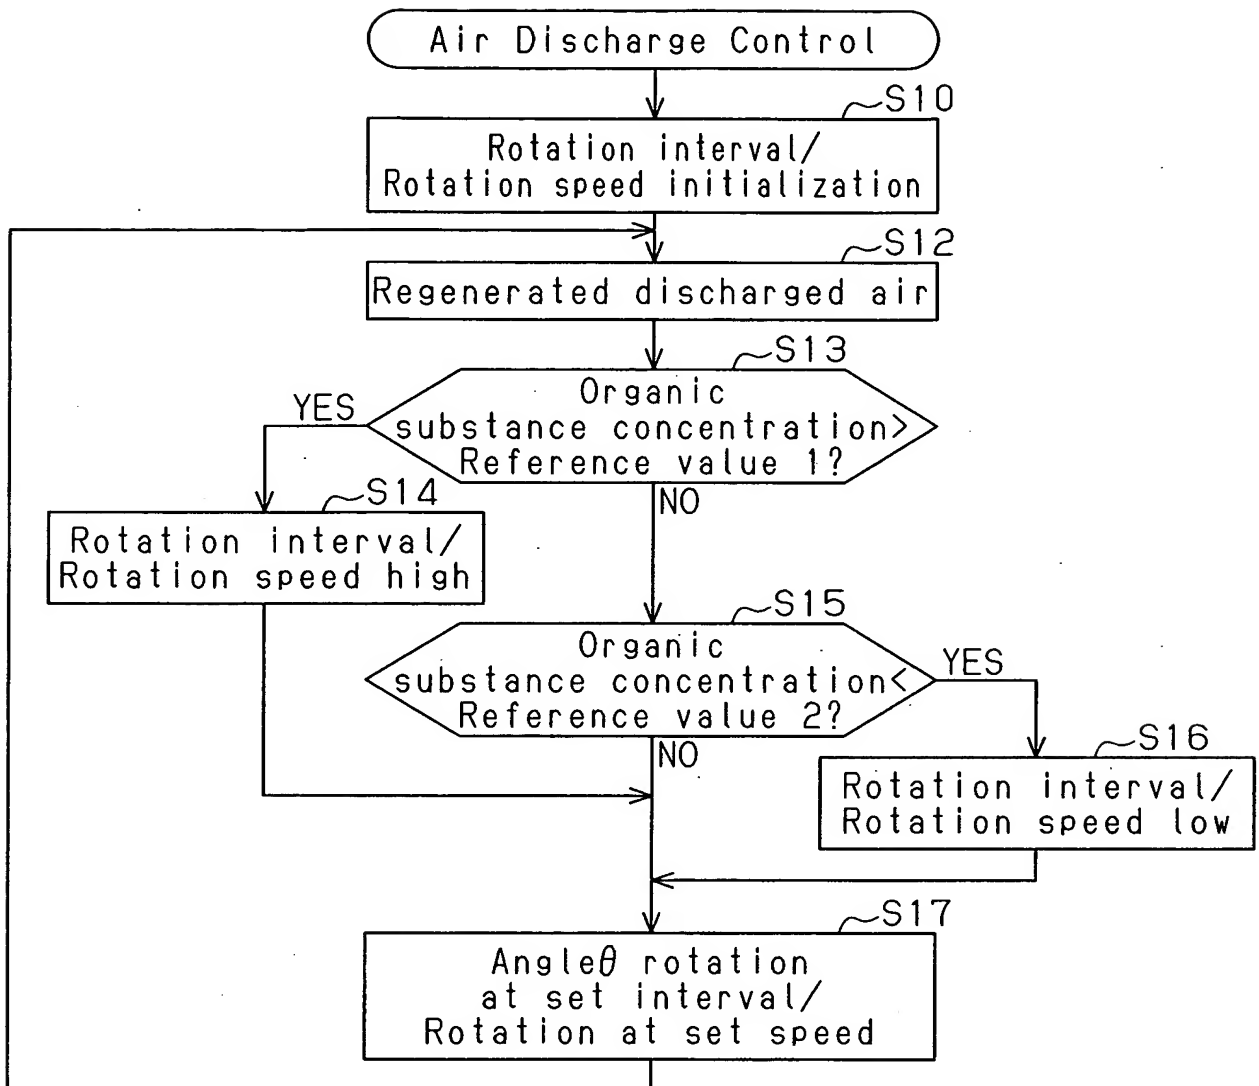 Air Discharge Control
S10
Rotation interval/
Rotation speed initialization
S12
Regenerated discharged air
S13
Organic
substance concentration>
Reference value 1?
YES
NO
S14
Rotation interval/
Rotation speed high
S15
Organic
substance concentration<
Reference value 2?
YES
NO
S16
Rotation interval/
Rotation speed low
S17
Angleθ rotation
at set interval/
Rotation at set speed